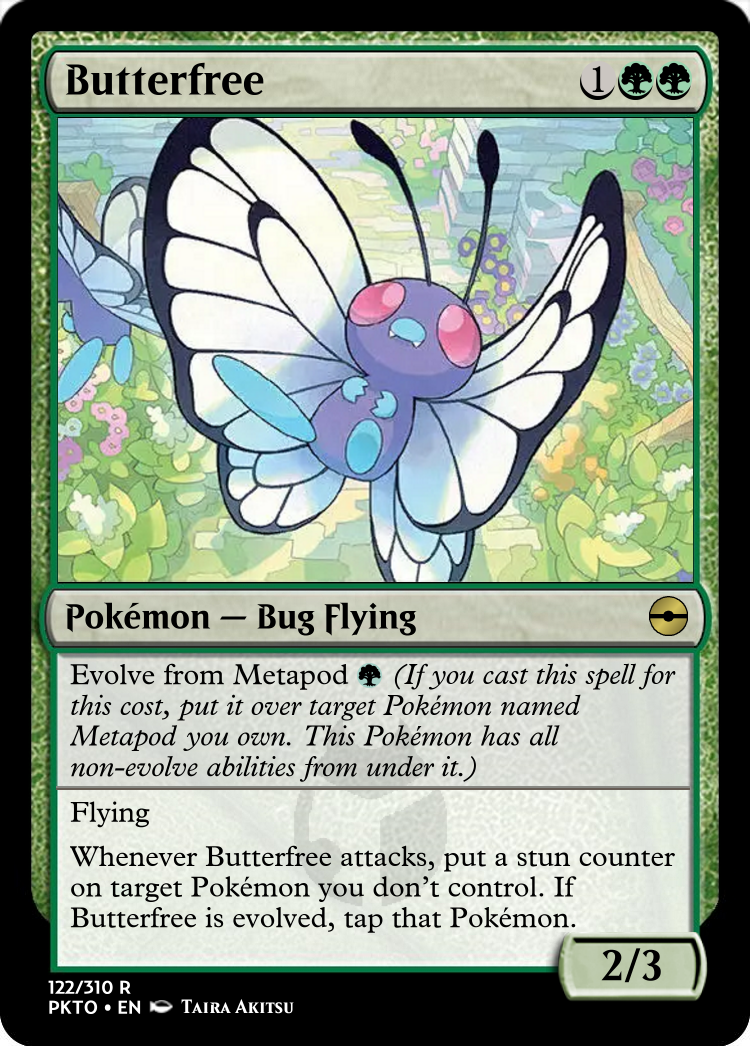 Butterfree 1
Pokémon — Bug Flying
Evolve from Metapod (If you cast this spell for
this cost, put it over target Pokémon named
Metapod you own. This Pokémon has all
non-evolve abilities from under it.)
Flying
Whenever Butterfree attacks, put a stun counter
on target Pokémon you don't control. If
Butterfree is evolved, tap that Pokémon.
2/3
122/310 R
PKTO • EN Taira Akitsu